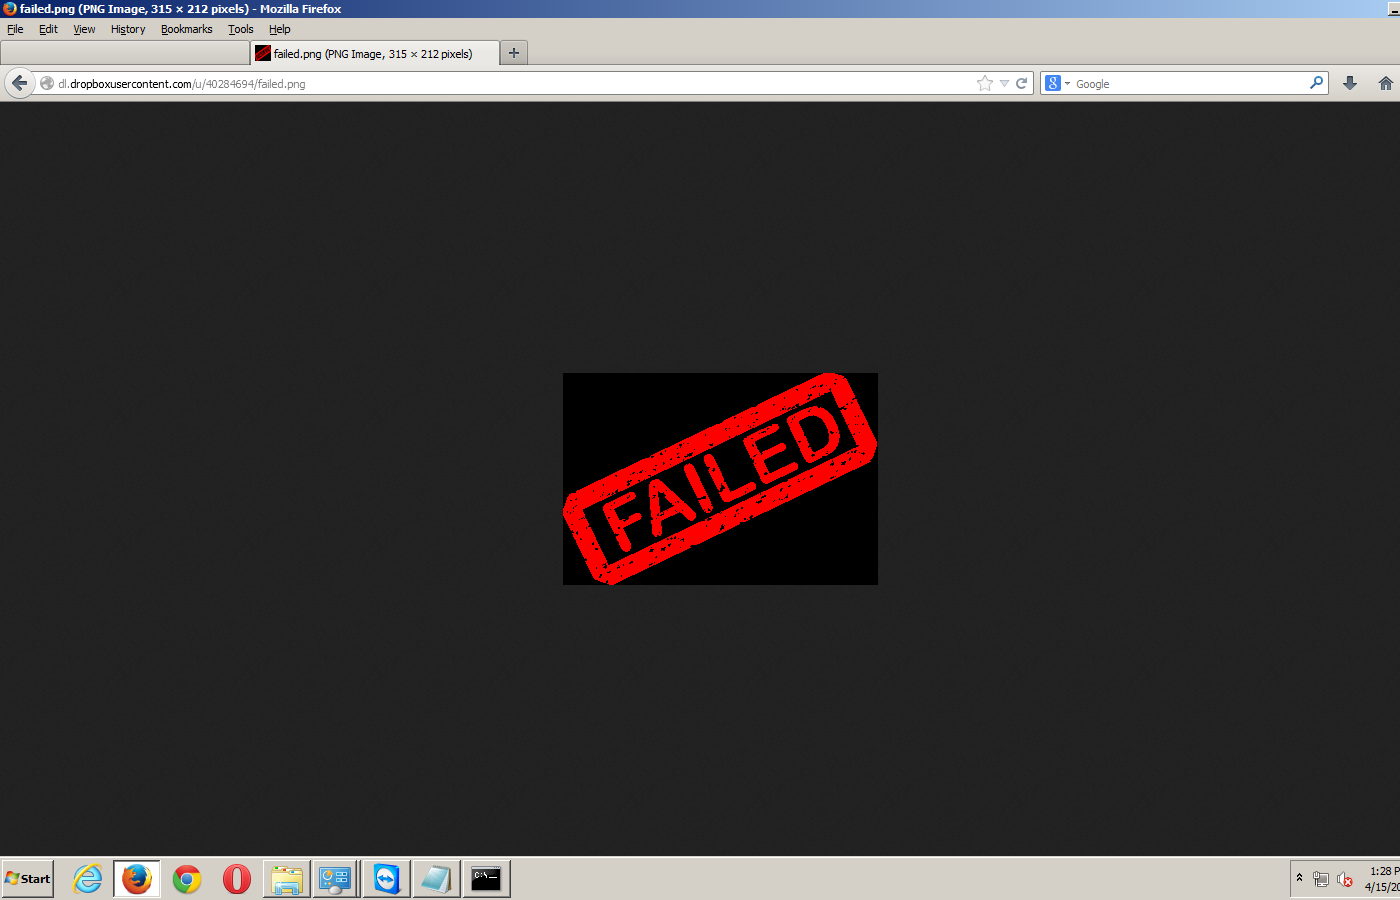 failed.png (PNG Image, 315 × 212 pixels) - Mozilla Firefox
File Edit View History Bookmarks Tools Help
failed.png (PNG Image, 315 × 212 pixels)
dl.dropboxusercontent.com/u/40284694/failed.png
8 Google
FAILED
Start
C:\
1:28 P
4/15/20